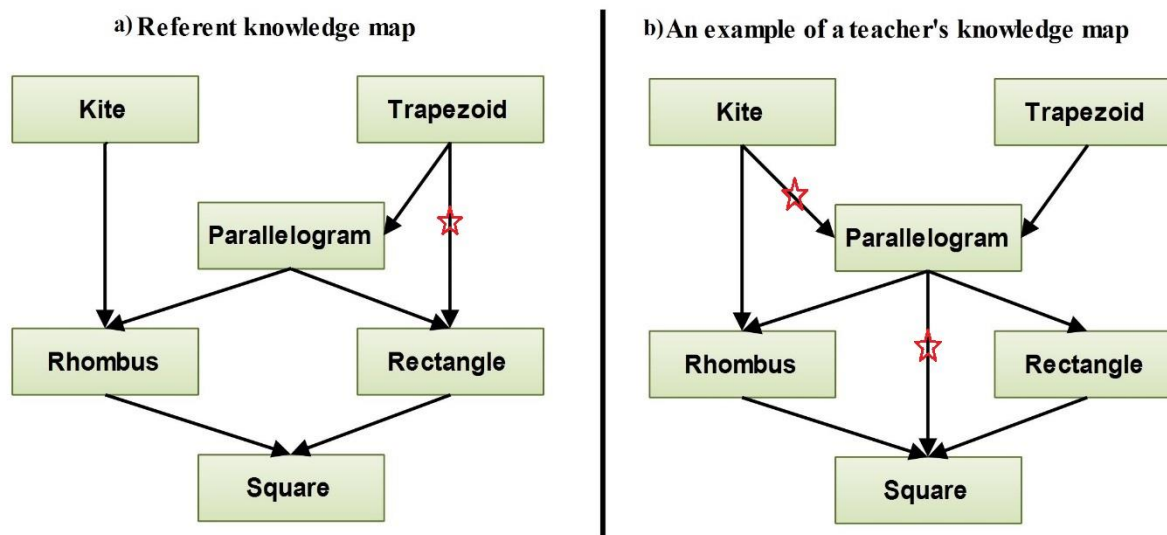 a) Referent knowledge map
Kite
Trapezoid
Parallelogram
Rhombus
Rectangle
Square
b) An example of a teacher's knowledge map
Kite
Trapezoid
Parallelogram
Rhombus
Rectangle
Square